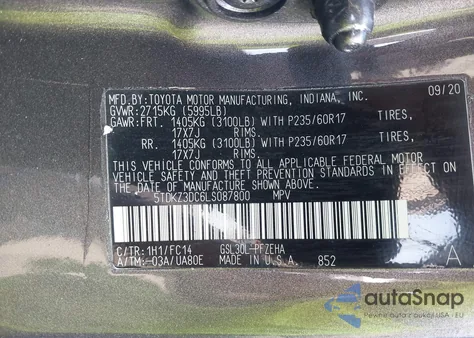 MFD.BY: TOYOTA MOTOR MANUFACTURING, INDIANA, INC. 09/20
GVWR: 2715KG (5995LB)
GAWR: FRT. 1405KG (3100LB) WITH P235/60R17 TIRES,
17X7J RIMS.
RR. 1405KG (3100LB) WITH P235/60R17 TIRES,
17X7J RIMS.
THIS VEHICLE CONFORMS TO ALL APPLICABLE FEDERAL MOTOR
VEHICLE SAFETY AND THEFT PREVENTION STANDARDS IN
EFFECT ON THE DATE OF MANUFACTURE SHOWN ABOVE.
5TDKZ3DC6LS087800 MPV
C/TR: 1H1/FC14 GSL30L-PFZEHA
A/TM: -03A/UA80E MADE IN U.S.A. 852 A
autoSnap